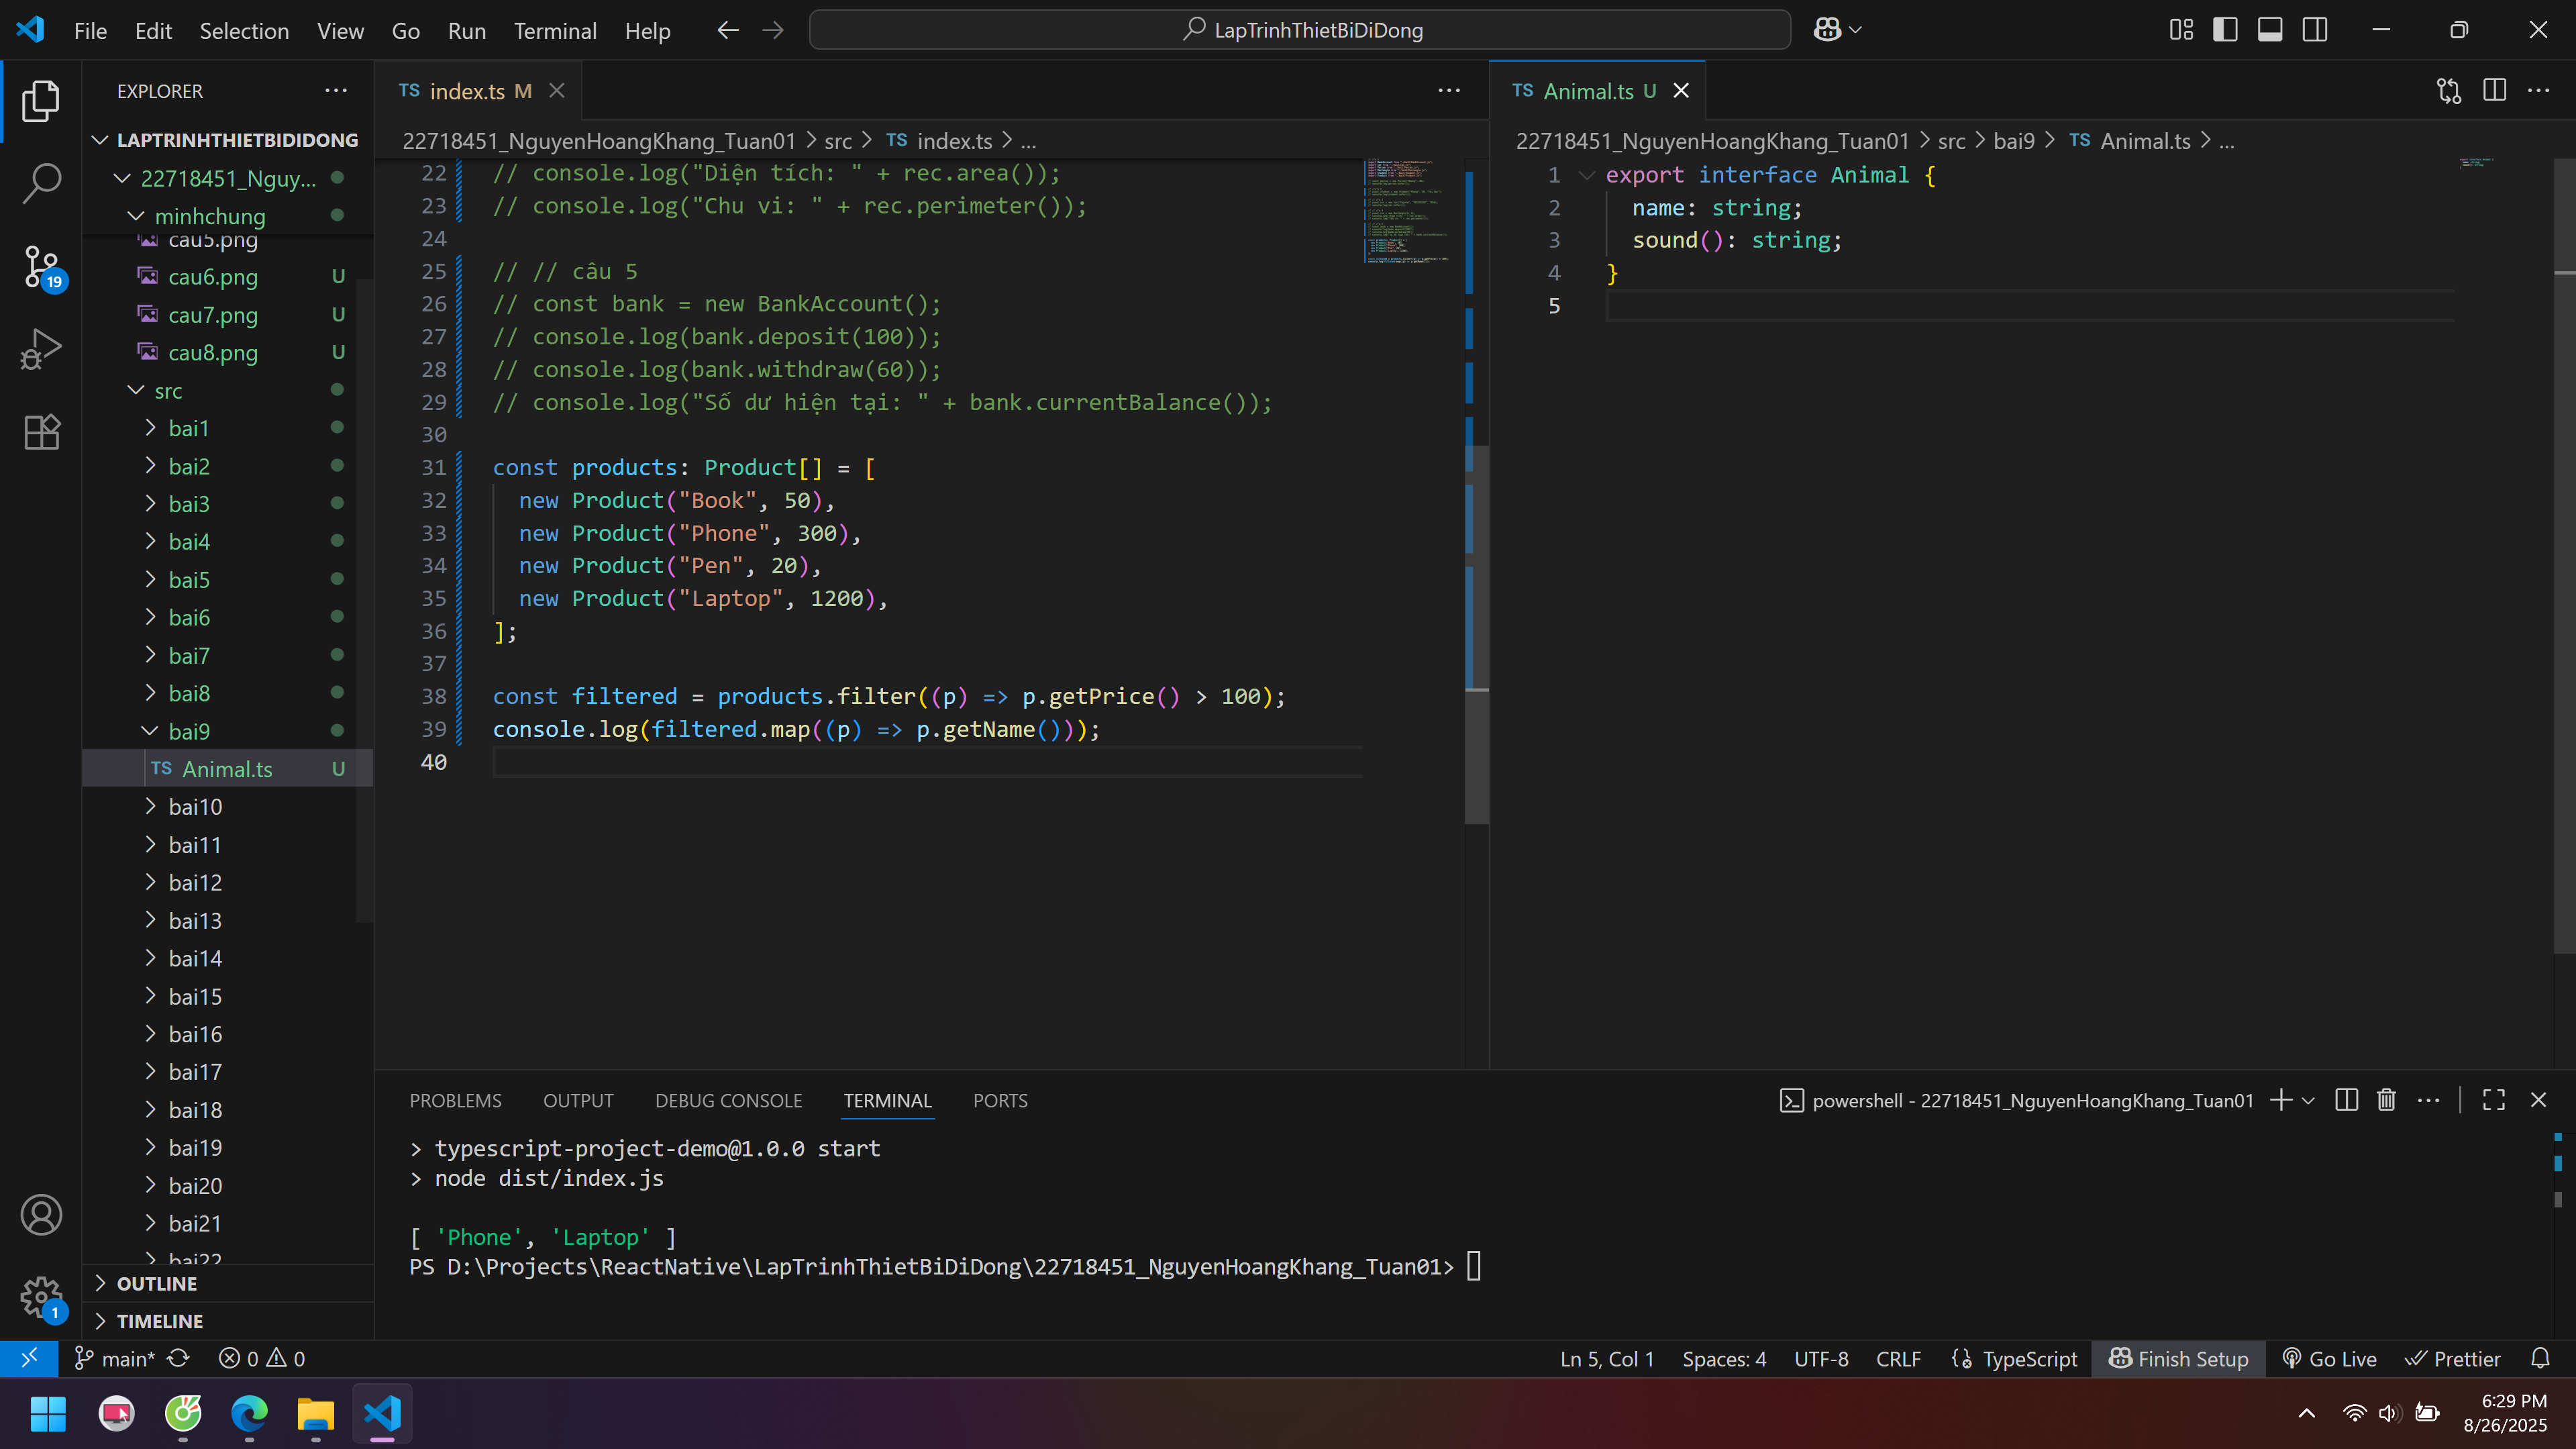 File Edit Selection View Go Run Terminal Help
LapTrinhThietBiDiDong
EXPLORER
LAPTRINHTHIETBIDIDONG
22718451_Nguy...
minhchung
cau5.png
cau6.png U
cau7.png U
cau8.png U
src
bai1
bai2
bai3
bai4
bai5
bai6
bai7
bai8
bai9
TS Animal.ts U
bai10
bai11
bai12
bai13
bai14
bai15
bai16
bai17
bai18
bai19
bai20
bai21
bai22
OUTLINE
TIMELINE
19
1
TS index.ts M
22718451_NguyenHoangKhang_Tuan01 > src > TS index.ts > ...
22 // console.log("Diện tích: " + rec.area());
23 // console.log("Chu vi: " + rec.perimeter());
24
25 // // câu 5
26 // const bank = new BankAccount();
27 // console.log(bank.deposit(100));
28 // console.log(bank.withdraw(60));
29 // console.log("Số dư hiện tại: " + bank.currentBalance());
30
31 const products: Product[] = [
32 new Product("Book", 50),
33 new Product("Phone", 300),
34 new Product("Pen", 20),
35 new Product("Laptop", 1200),
36 ];
37
38 const filtered = products.filter((p) => p.getPrice() > 100);
39 console.log(filtered.map((p) => p.getName()));
40
TS Animal.ts U
22718451_NguyenHoangKhang_Tuan01 > src > bai9 > TS Animal.ts > ...
1 export interface Animal {
2 name: string;
3 sound(): string;
4 }
5
PROBLEMS OUTPUT DEBUG CONSOLE TERMINAL PORTS
powershell - 22718451_NguyenHoangKhang_Tuan01
> typescript-project-demo@1.0.0 start
> node dist/index.js
[ 'Phone', 'Laptop' ]
PS D:\Projects\ReactNative\LapTrinhThietBiDiDong\22718451_NguyenHoangKhang_Tuan01>
main* 0 0 Ln 5, Col 1 Spaces: 4 UTF-8 CRLF TypeScript Finish Setup Go Live Prettier
6:29 PM
8/26/2025